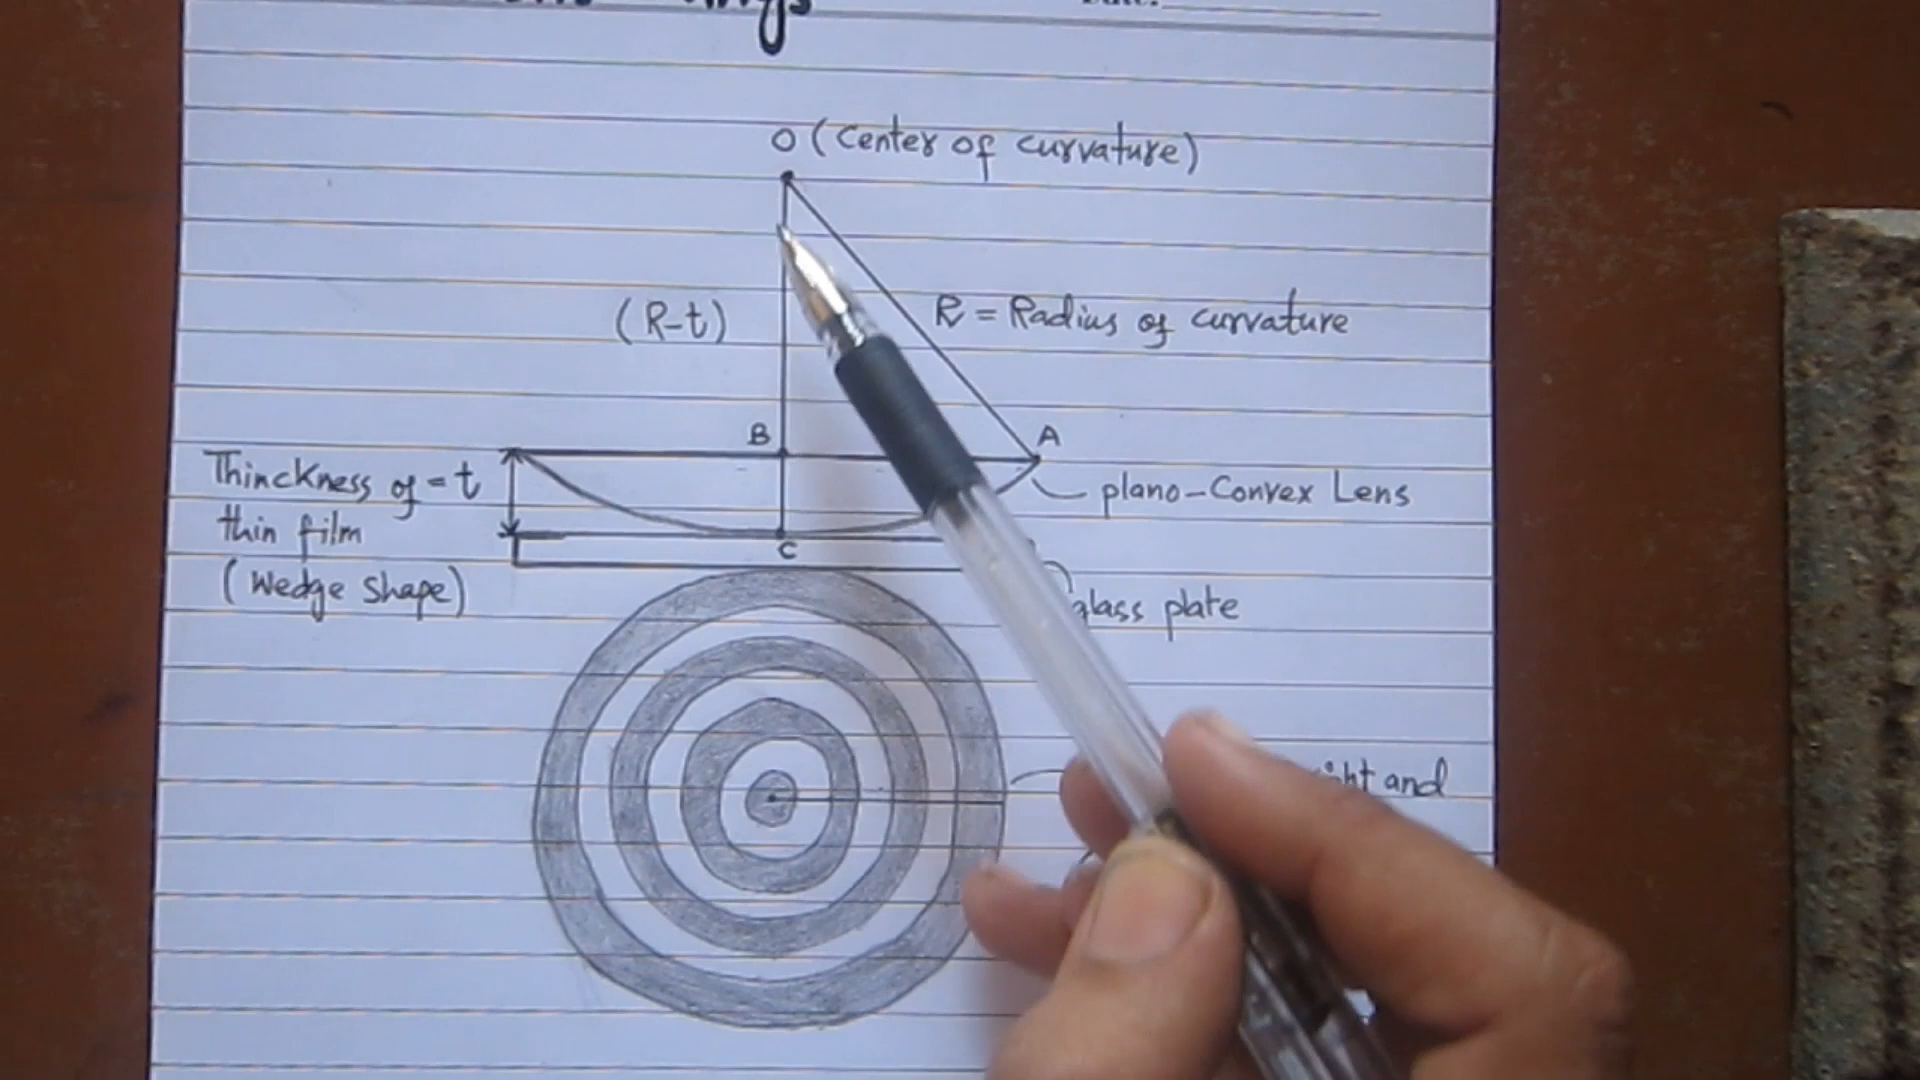 O (Center of curvature)
(R-t)
R = Radius of curvature
B
A
Thinckness of = t
thin film
(Wedge shape)
plano-Convex Lens
C
glass plate
and